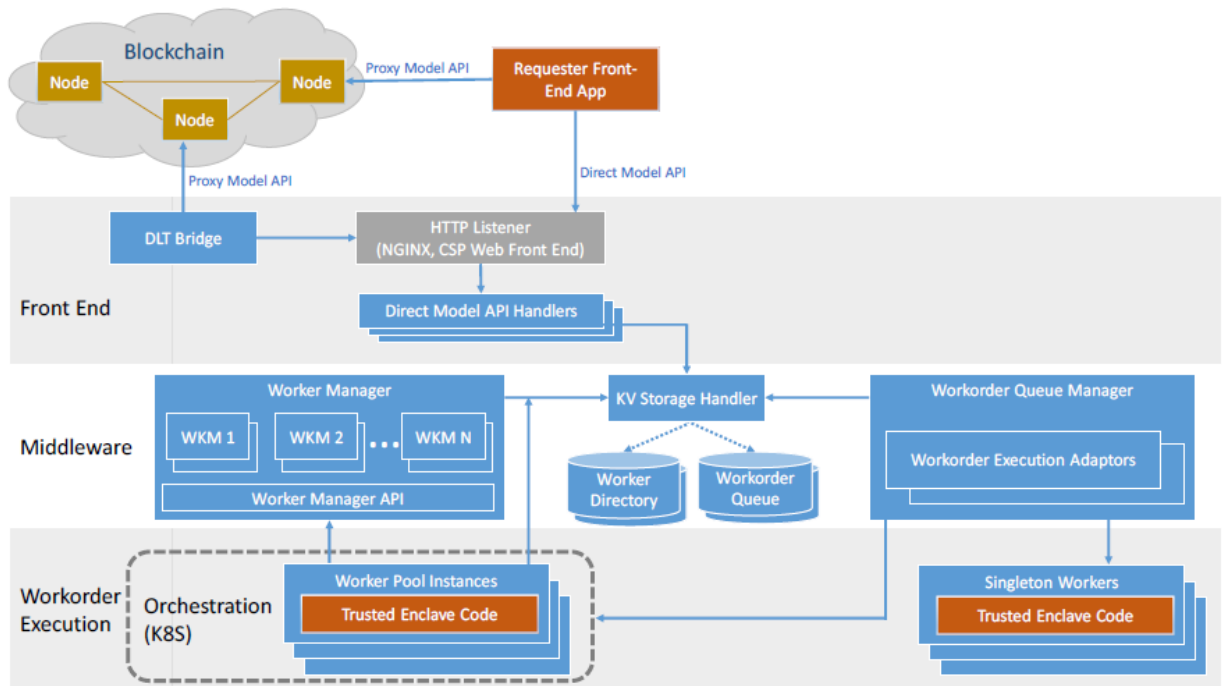 Blockchain
Node
Node
Node
Proxy Model API
Requester Front-
End App
Proxy Model API
Direct Model API
DLT Bridge
HTTP Listener
(NGINX, CSP Web Front End)
Front End
Direct Model API Handlers
Worker Manager
WKM 1
WKM 2
...
WKM N
Worker Manager API
Middleware
KV Storage Handler
Worker
Directory
Workorder
Queue
Workorder Queue Manager
Workorder Execution Adaptors
Workorder
Execution
Orchestration
(K8S)
Worker Pool Instances
Trusted Enclave Code
Singleton Workers
Trusted Enclave Code